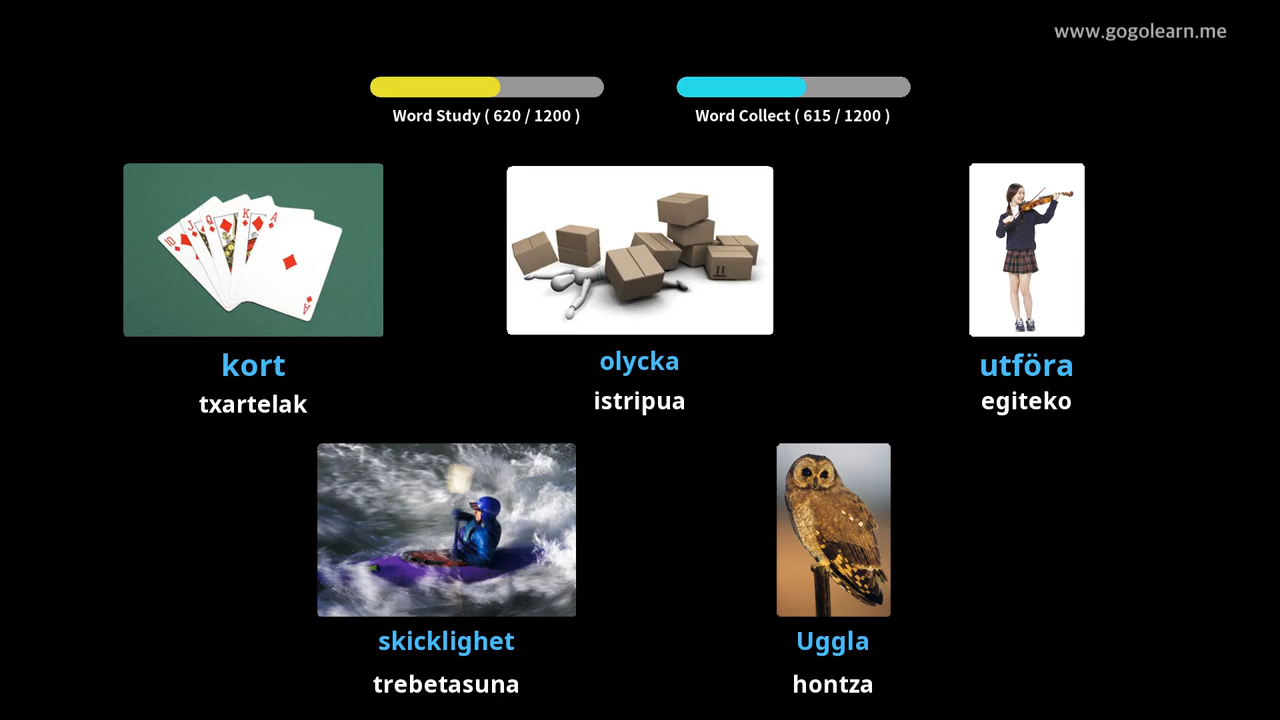 www.gogolearn.me
Word Study ( 620 / 1200 )
Word Collect ( 615 / 1200 )
10 J Q K A
A
kort
txartelak
olycka
istripua
utföra
egiteko
skicklighet
trebetasuna
Uggla
hontza